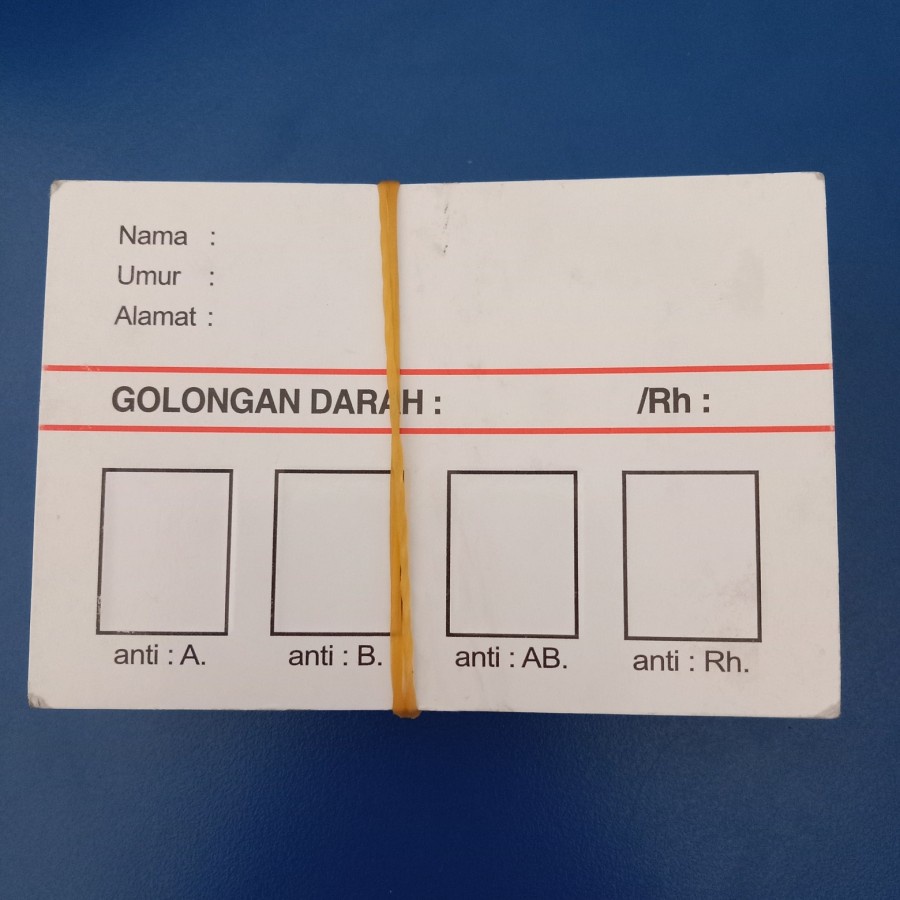 Nama :
Umur :
Alamat :
GOLONGAN DARAH : /Rh :
anti : A. anti : B. anti : AB. anti : Rh.